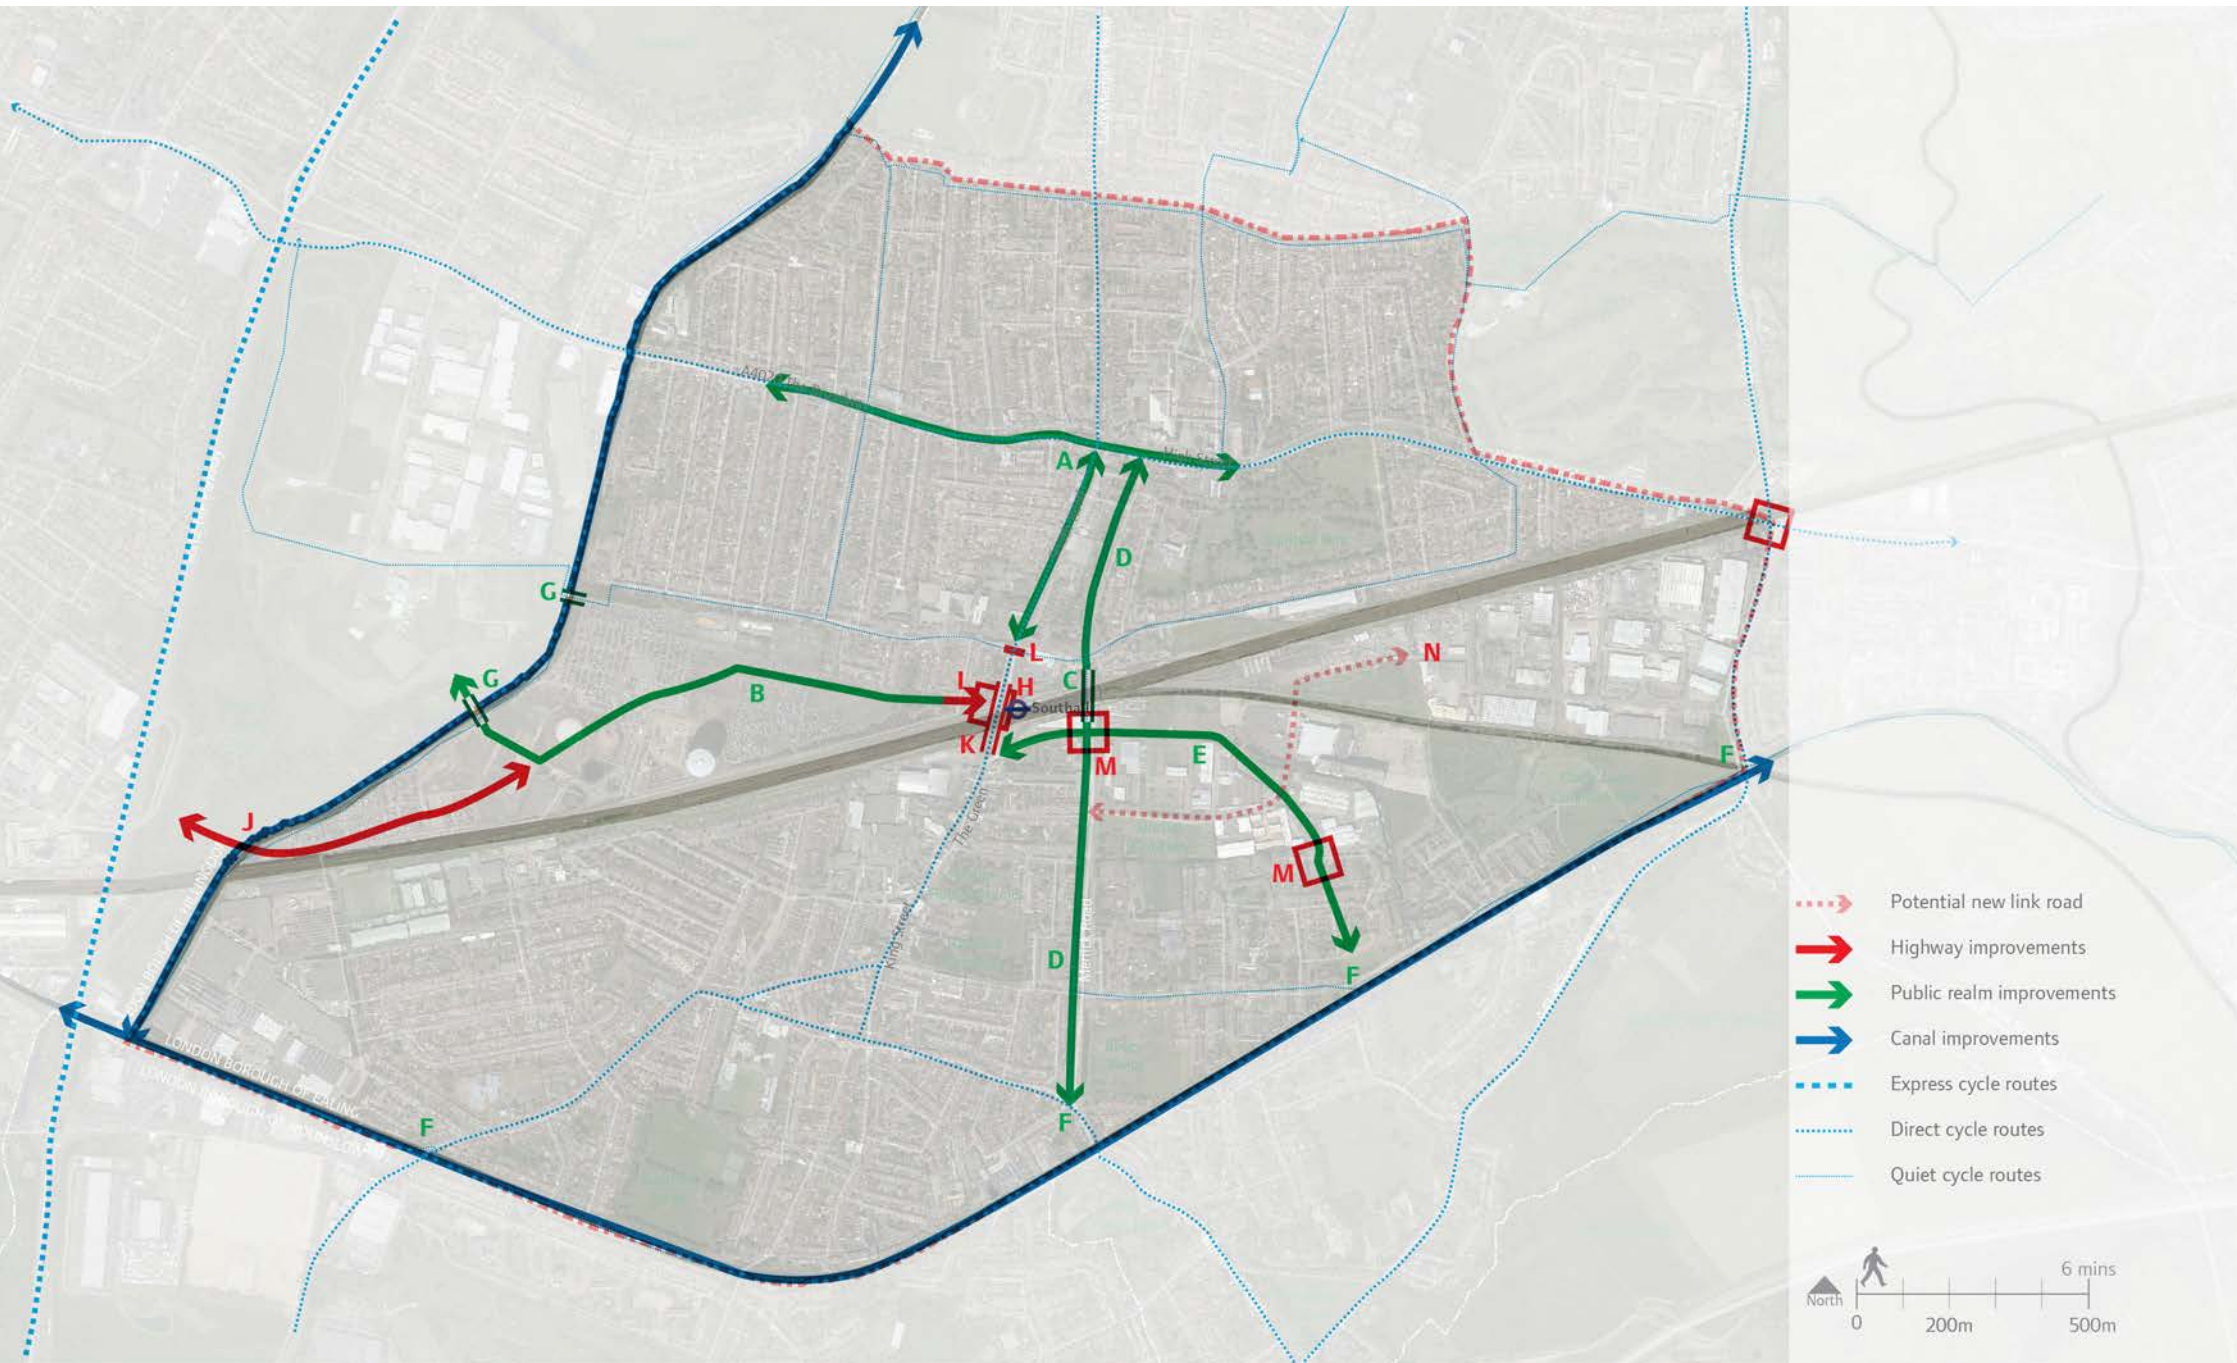 A
D
G
G
L
C
N
B
L
H
Southall
K
E
M
J
F
The Green
M
King Street
D
F
LONDON BOROUGH OF EALING
F
F
Potential new link road
Highway improvements
Public realm improvements
Canal improvements
Express cycle routes
Direct cycle routes
Quiet cycle routes
6 mins
North
0
200m
500m